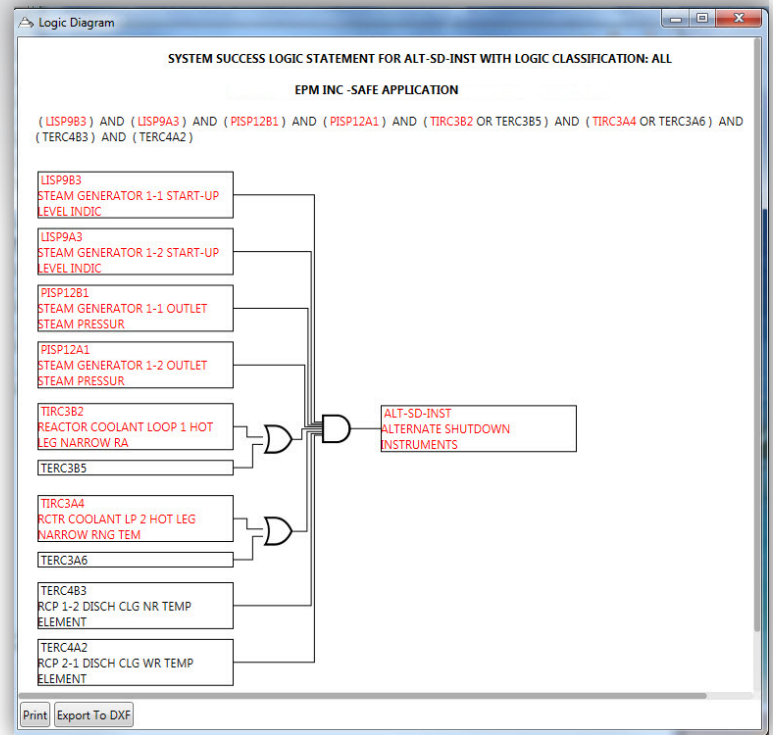 Logic Diagram
SYSTEM SUCCESS LOGIC STATEMENT FOR ALT-SD-INST WITH LOGIC CLASSIFICATION: ALL
EPM INC -SAFE APPLICATION
( LISP9B3 ) AND ( LISP9A3 ) AND ( PISP12B1 ) AND ( PISP12A1 ) AND ( TIRC3B2 OR TERC3B5 ) AND ( TIRC3A4 OR TERC3A6 ) AND
( TERC4B3 ) AND ( TERC4A2 )
LISP9B3
STEAM GENERATOR 1-1 START-UP
LEVEL INDIC
LISP9A3
STEAM GENERATOR 1-2 START-UP
LEVEL INDIC
PISP12B1
STEAM GENERATOR 1-1 OUTLET
STEAM PRESSUR
PISP12A1
STEAM GENERATOR 1-2 OUTLET
STEAM PRESSUR
TIRC3B2
REACTOR COOLANT LOOP 1 HOT
LEG NARROW RA
TERC3B5
ALT-SD-INST
ALTERNATE SHUTDOWN
INSTRUMENTS
TIRC3A4
RCTR COOLANT LP 2 HOT LEG
NARROW RNG TEM
TERC3A6
TERC4B3
RCP 1-2 DISCH CLG NR TEMP
ELEMENT
TERC4A2
RCP 2-1 DISCH CLG WR TEMP
ELEMENT
Print
Export To DXF